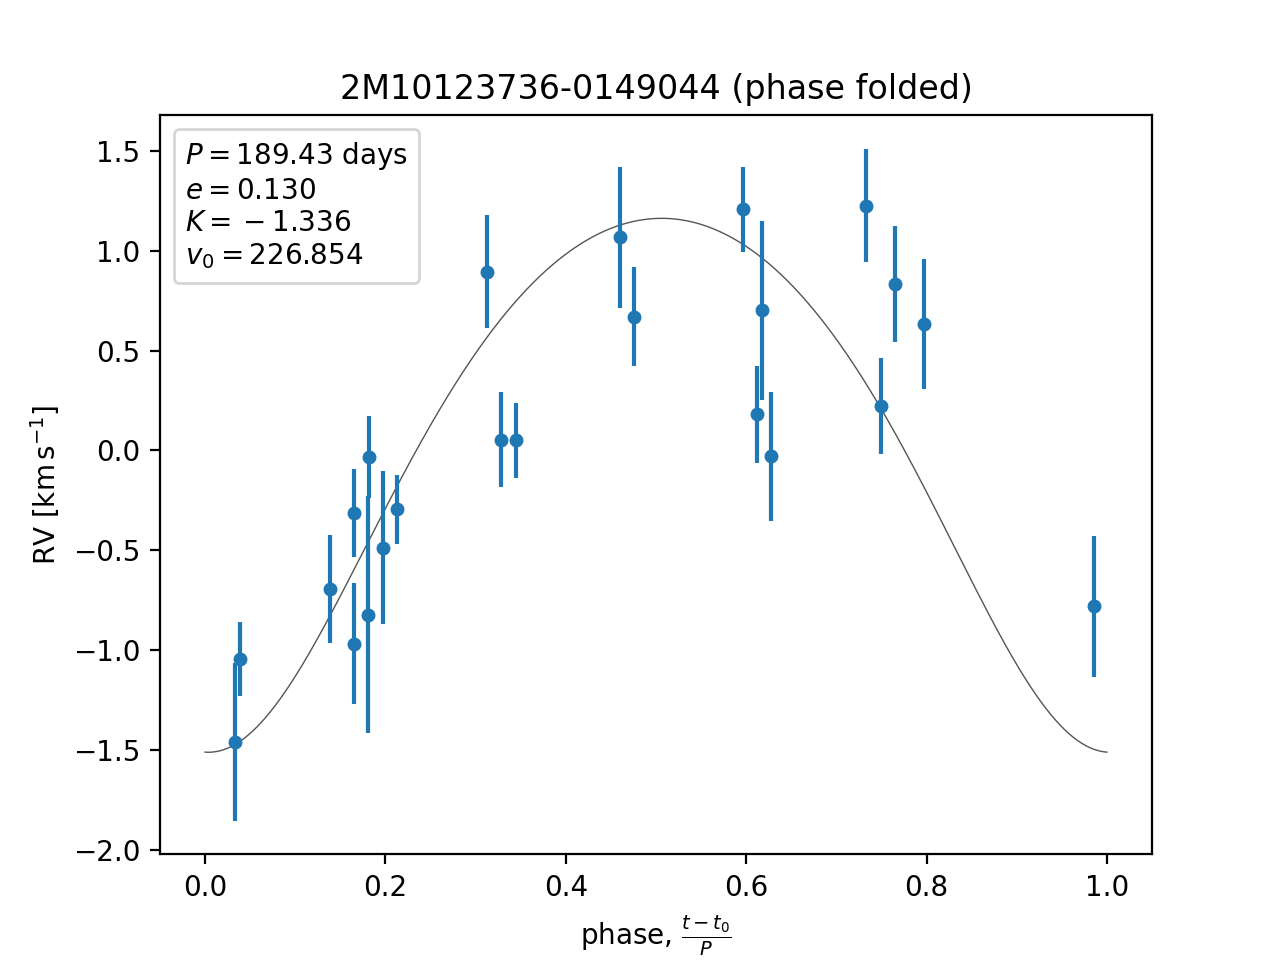 2M10123736-0149044 (phase folded)
P = 189.43 days
e = 0.130
K = −1.336
v₀ = 226.854
1.5
1.0
0.5
0.0
−0.5
−1.0
−1.5
−2.0
RV [km s⁻¹]
0.0 0.2 0.4 0.6 0.8 1.0
phase, (t − t₀)/P